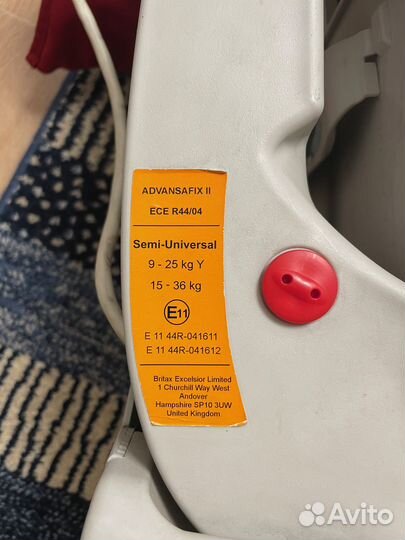 ADVANSAFIX II
ECE R44/04
Semi-Universal
9 - 25 kg Y
15 - 36 kg
E11
E 11 44R-041611
E 11 44R-041612
Britax Excelsior Limited
1 Churchill Way West
Andover
Hampshire SP10 3UW
United Kingdom
Avito